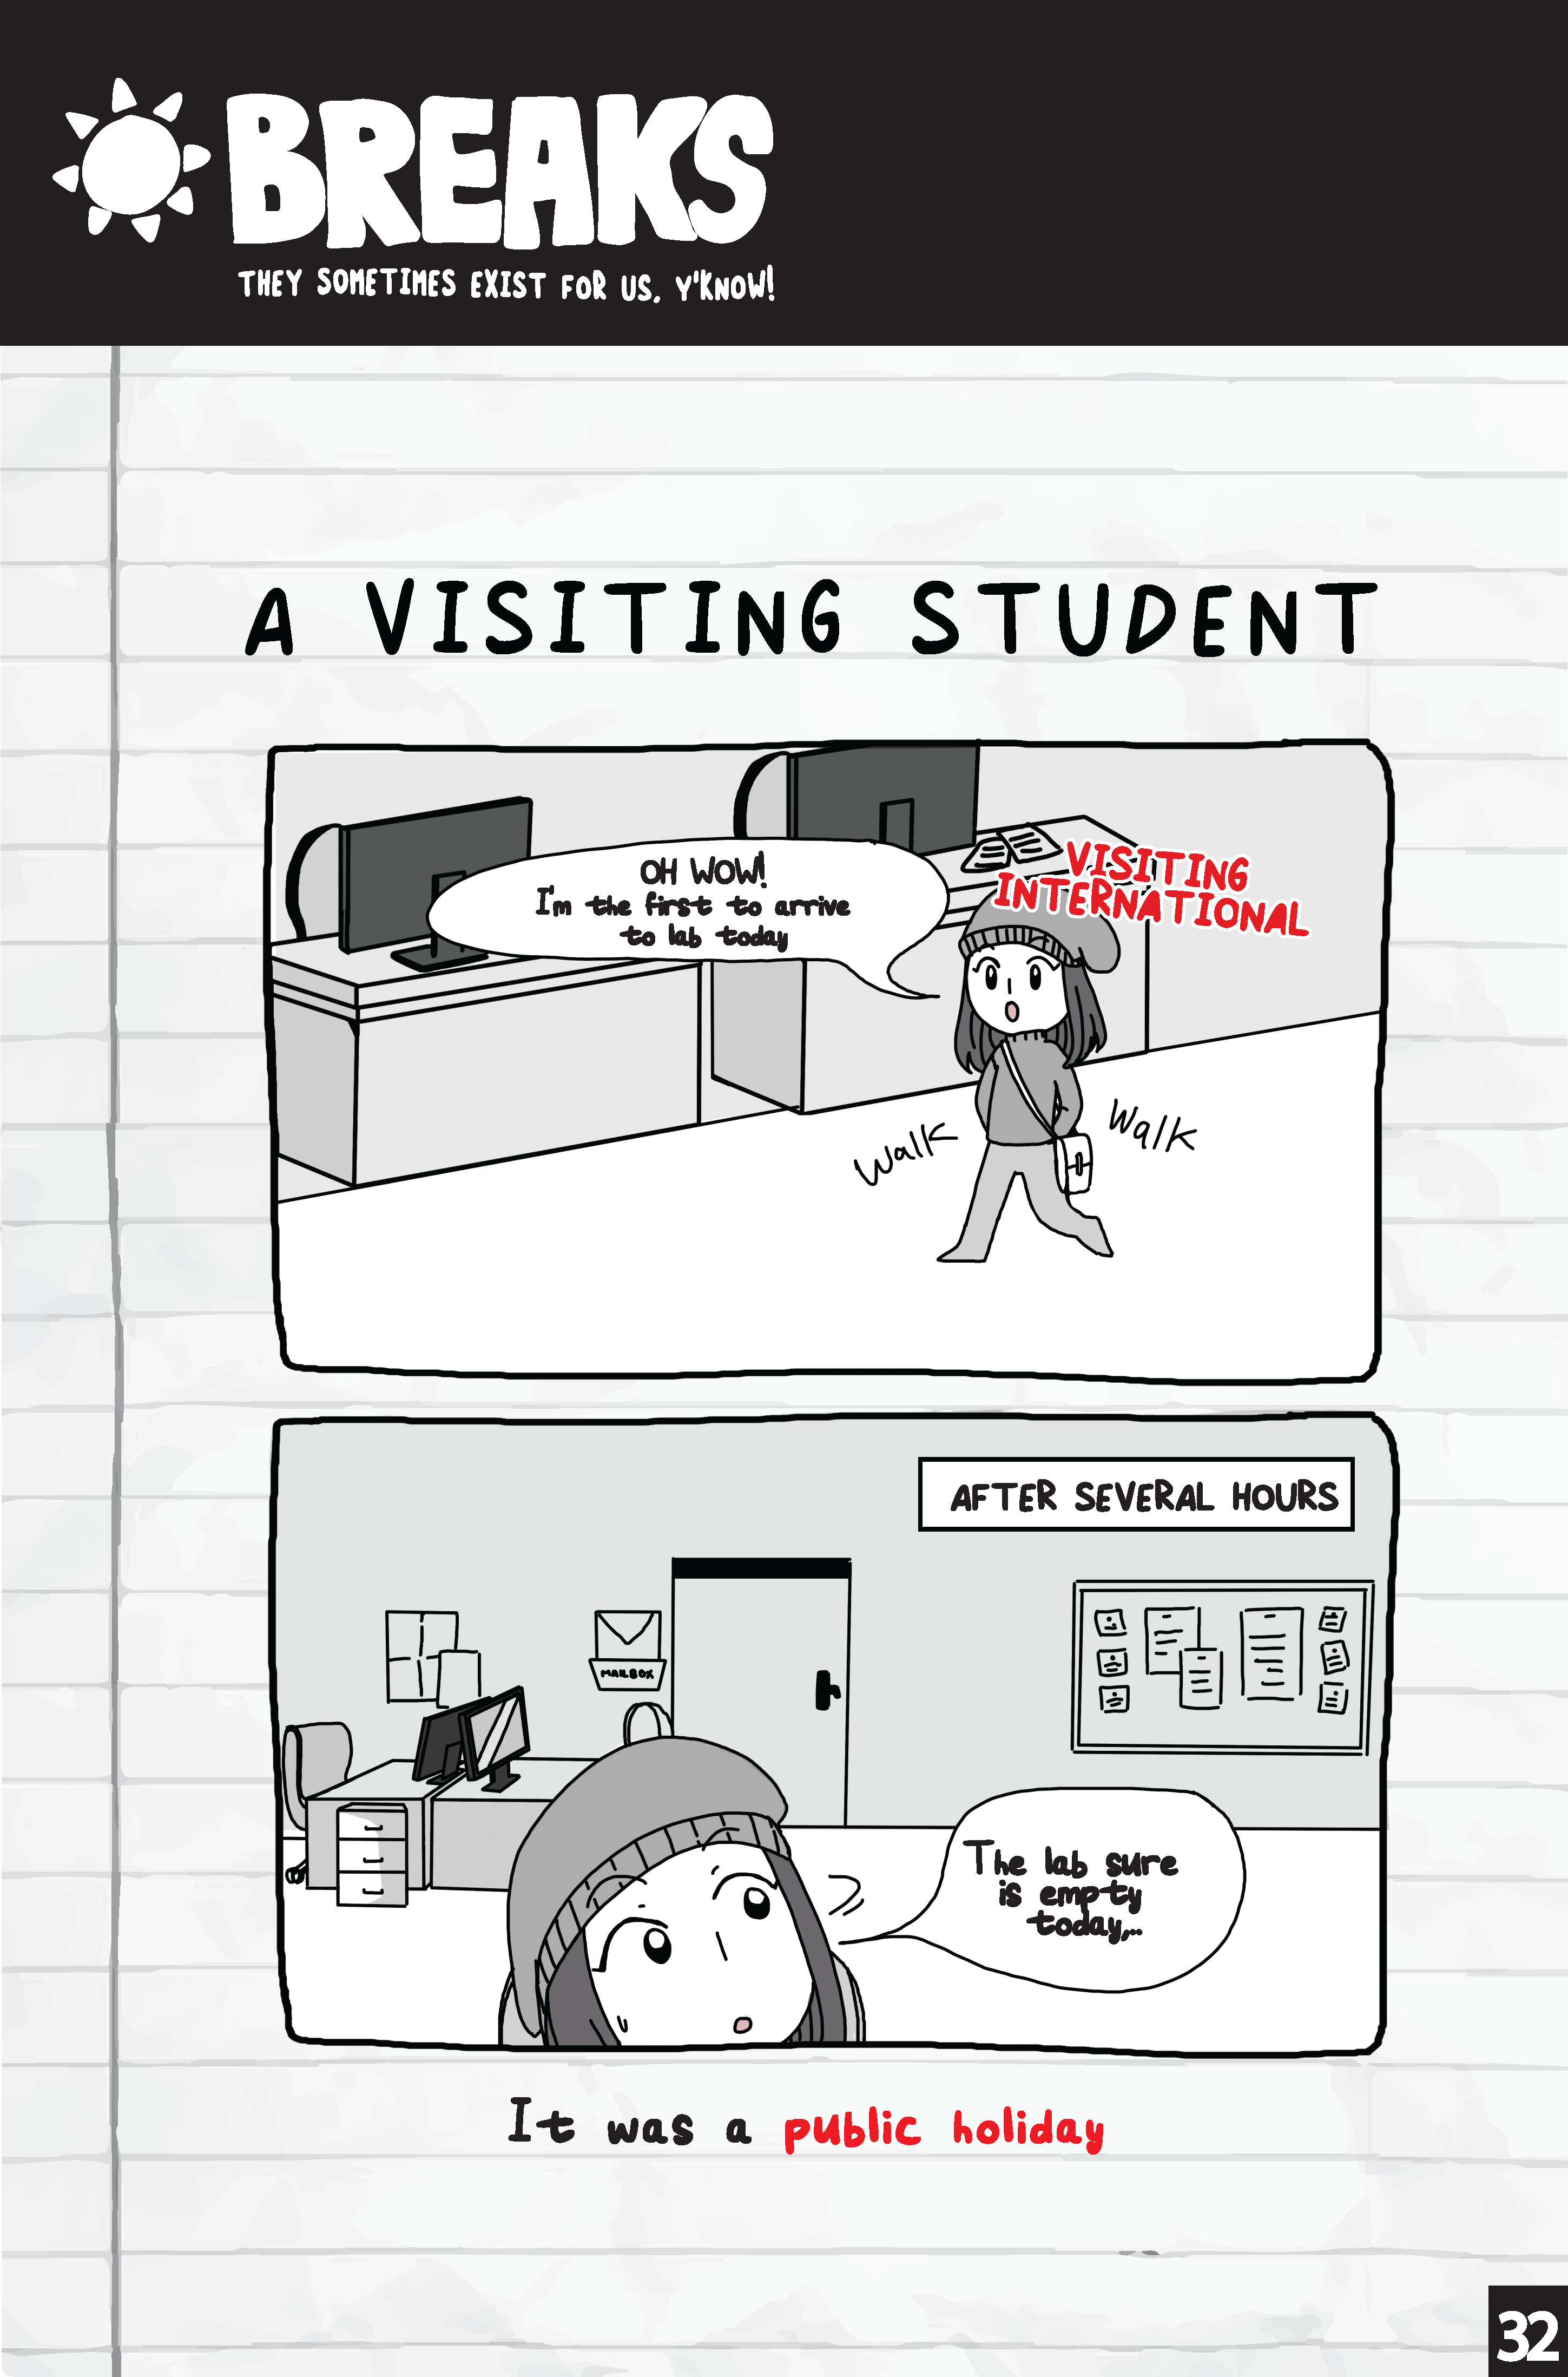 BREAKS
THEY SOMETIMES EXIST FOR US, Y'KNOW!
A VISITING STUDENT
OH WOW!
I'm the first to arrive
to lab today
VISITING
INTERNATIONAL
Walk
Walk
AFTER SEVERAL HOURS
MAILBOX
The lab sure
is empty
today,..
It was a public holiday
32